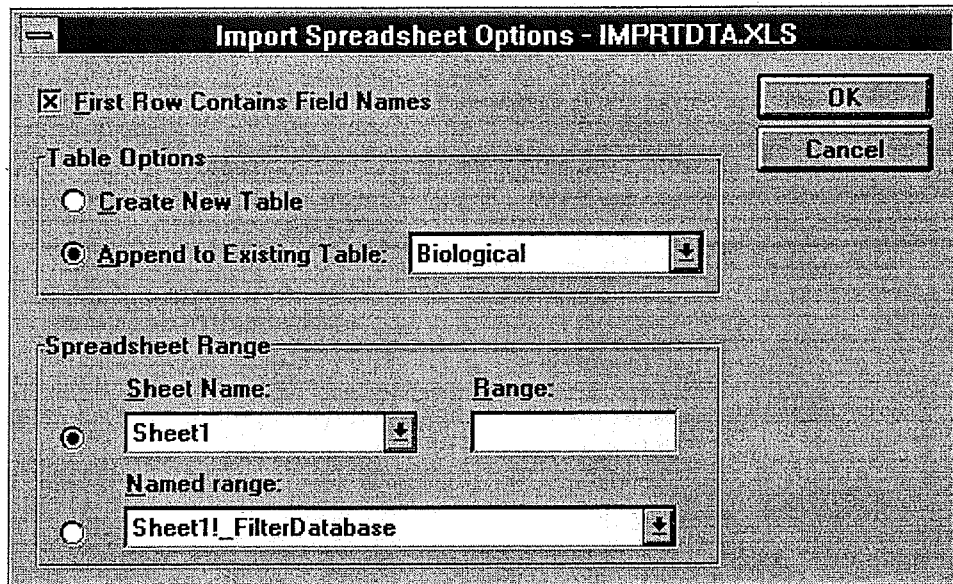 Import Spreadsheet Options - IMPRTDTA.XLS
First Row Contains Field Names
OK
Cancel
Table Options
Create New Table
Append to Existing Table: Biological
Spreadsheet Range
Sheet Name: Range:
Sheet1
Named range:
Sheet1!_FilterDatabase